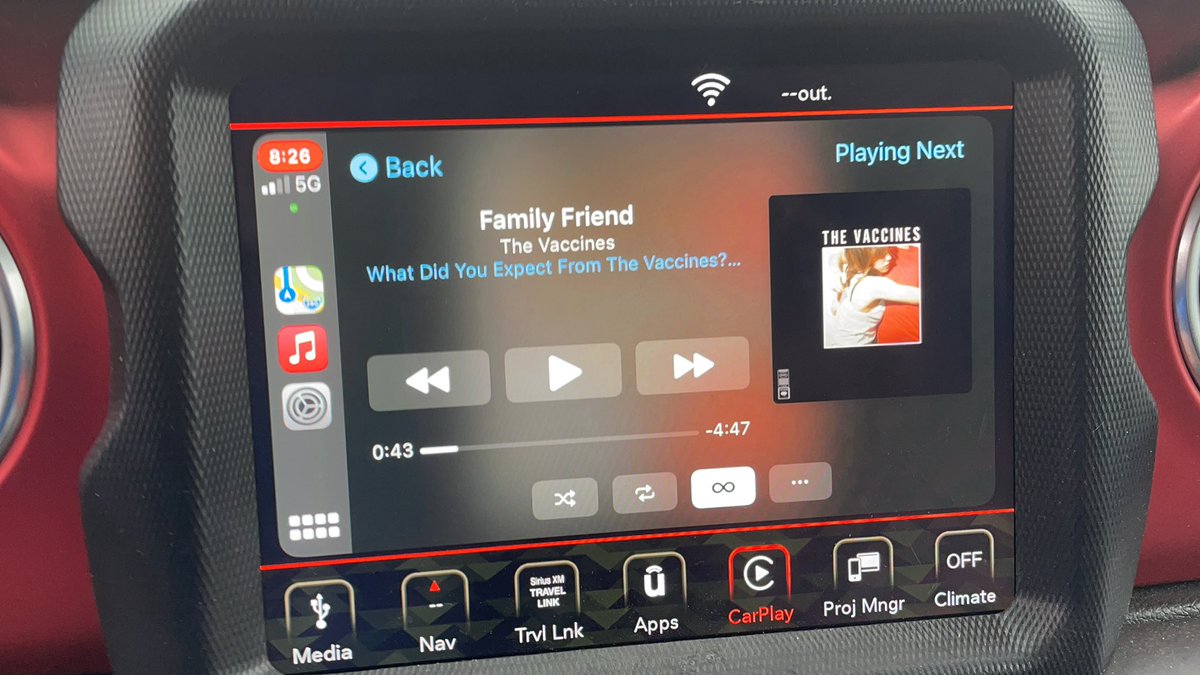 --out.
8:26
5G
Back
Playing Next
Family Friend
The Vaccines
What Did You Expect From The Vaccines?...
THE VACCINES
0:43
-4:47
Media
--
Nav
Sirius XM
TRAVEL
LINK
Trvl Lnk
Apps
CarPlay
Proj Mngr
OFF
Climate